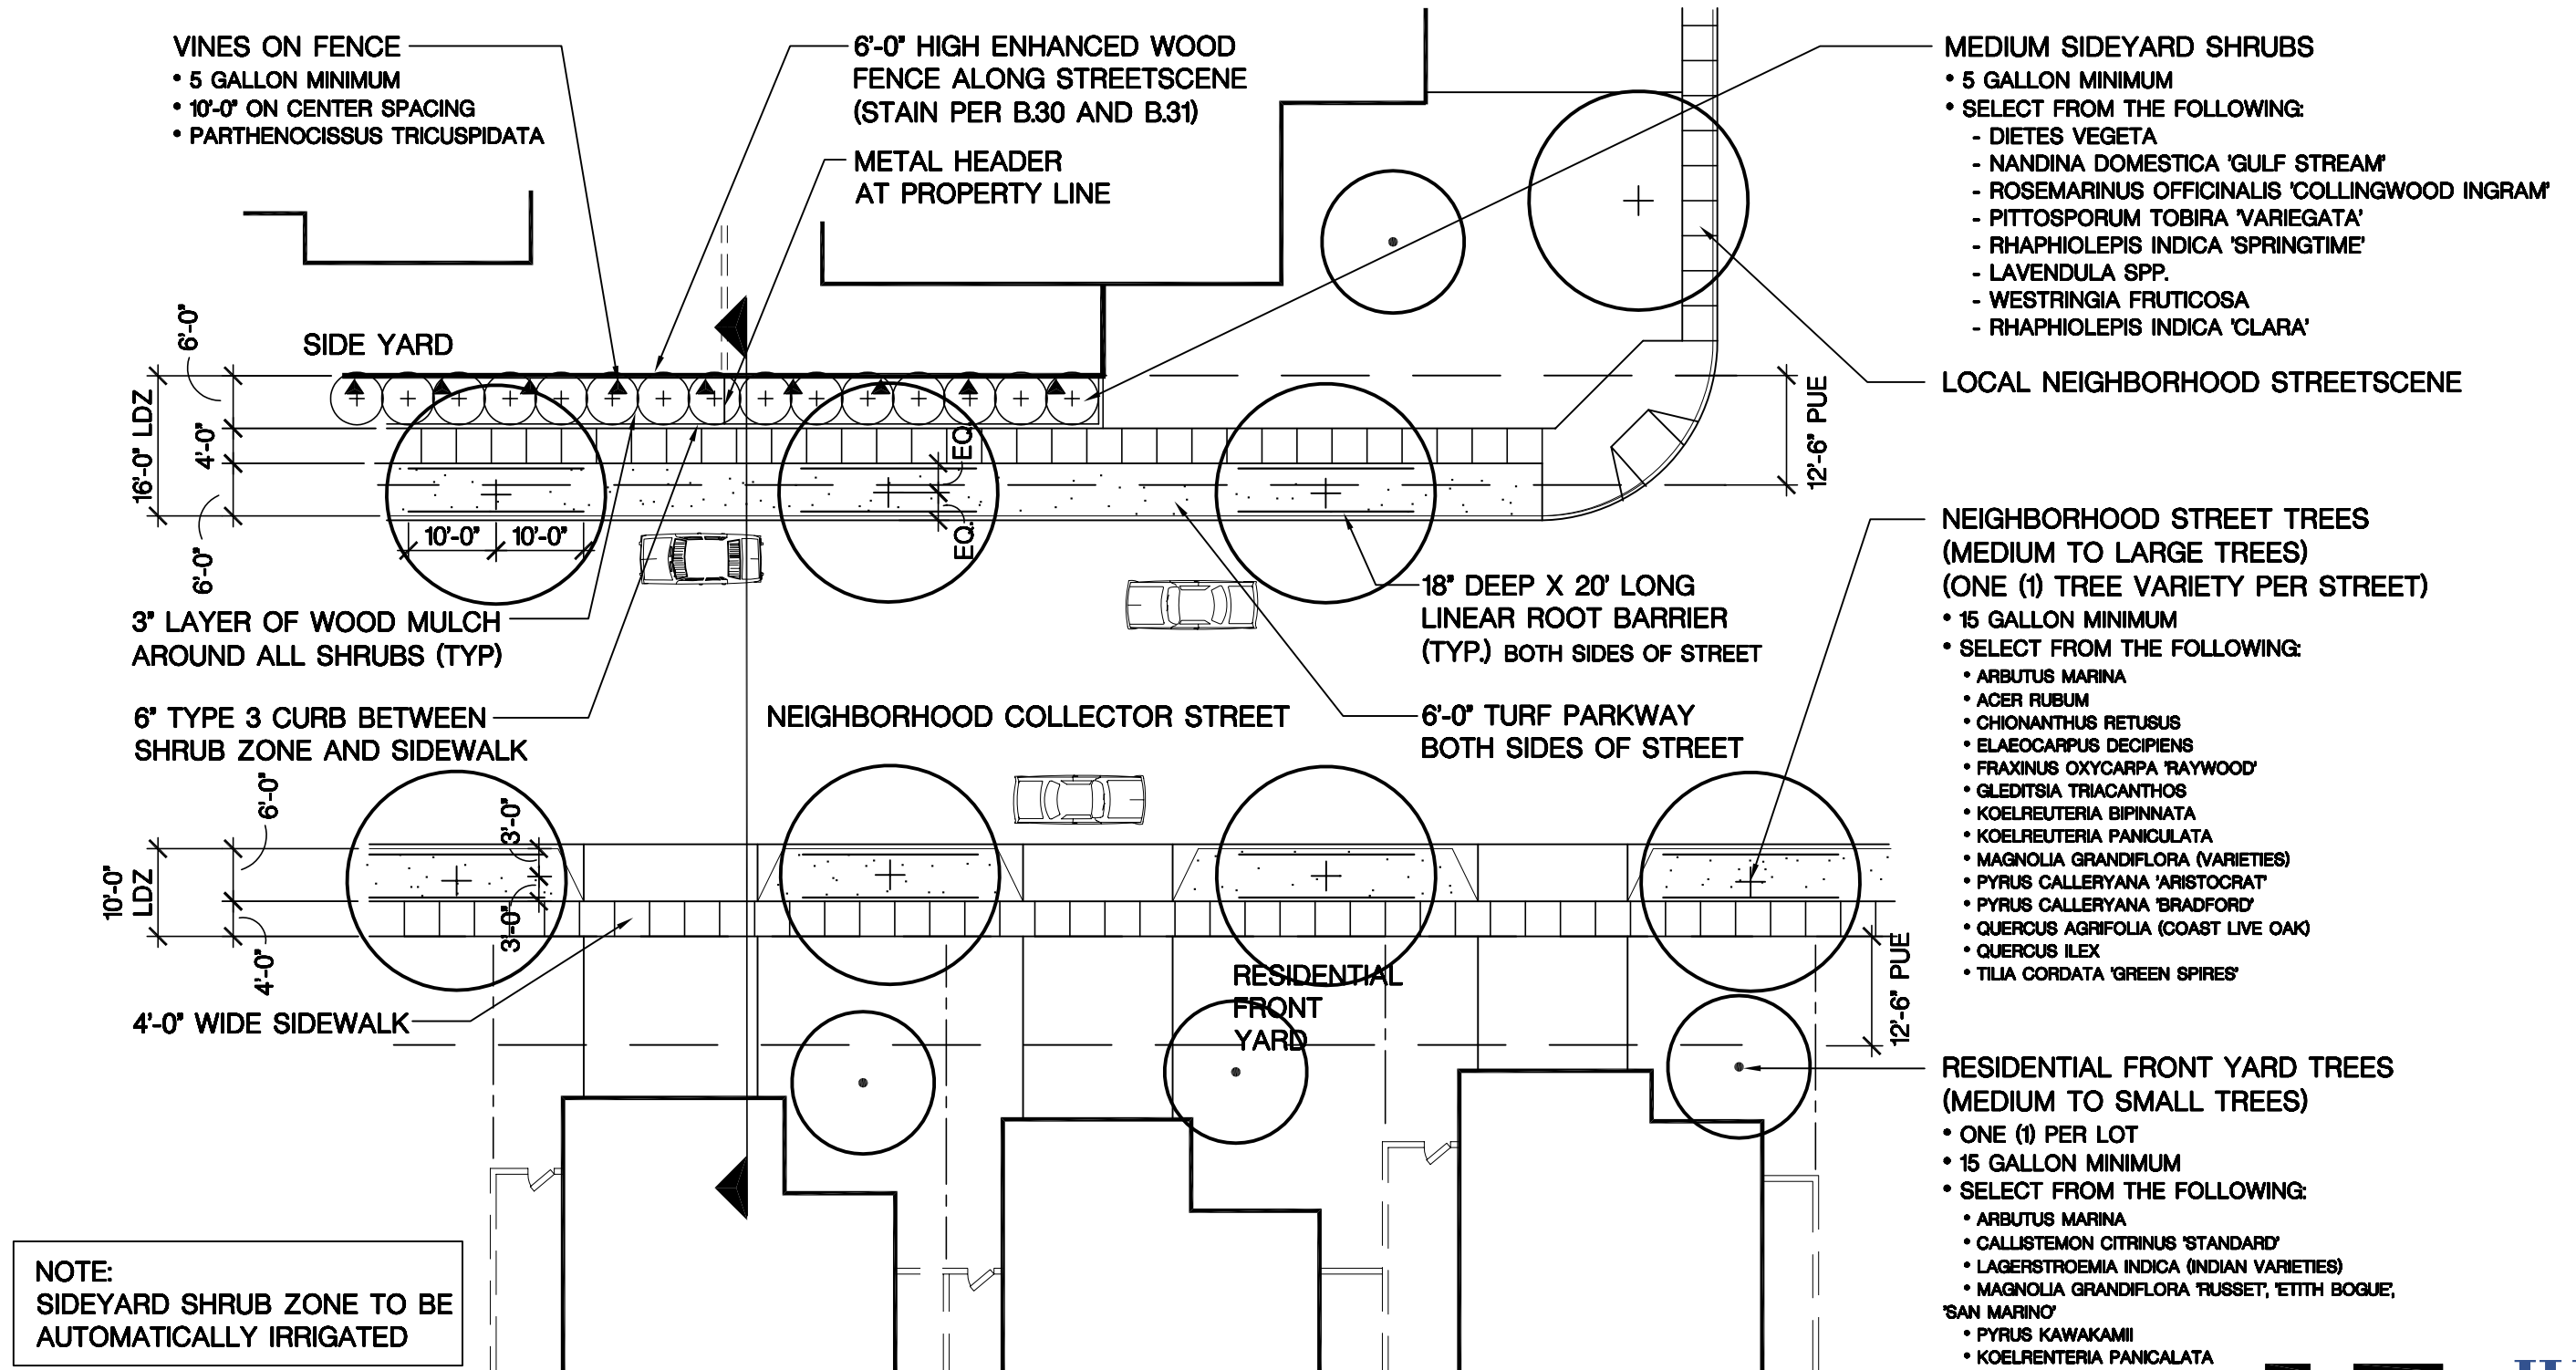 VINES ON FENCE
• 5 GALLON MINIMUM
• 10'-0" ON CENTER SPACING
• PARTHENOCISSUS TRICUSPIDATA
6'-0" HIGH ENHANCED WOOD
FENCE ALONG STREETSCENE
(STAIN PER B.30 AND B.31)
METAL HEADER
AT PROPERTY LINE
MEDIUM SIDEYARD SHRUBS
• 5 GALLON MINIMUM
• SELECT FROM THE FOLLOWING:
- DIETES VEGETA
- NANDINA DOMESTICA 'GULF STREAM'
- ROSEMARINUS OFFICINALIS 'COLLINGWOOD INGRAM'
- PITTOSPORUM TOBIRA 'VARIEGATA'
- RHAPHIOLEPIS INDICA 'SPRINGTIME'
- LAVENDULA SPP.
- WESTRINGIA FRUTICOSA
- RHAPHIOLEPIS INDICA 'CLARA'
LOCAL NEIGHBORHOOD STREETSCENE
SIDE YARD
6'-0"
16'-0" LDZ
4'-0"
6'-0"
10'-0" 10'-0"
EQ.
EQ.
12'-6" PUE
3" LAYER OF WOOD MULCH
AROUND ALL SHRUBS (TYP)
6" TYPE 3 CURB BETWEEN
SHRUB ZONE AND SIDEWALK
18" DEEP X 20' LONG
LINEAR ROOT BARRIER
(TYP.) BOTH SIDES OF STREET
NEIGHBORHOOD COLLECTOR STREET
6'-0" TURF PARKWAY
BOTH SIDES OF STREET
NEIGHBORHOOD STREET TREES
(MEDIUM TO LARGE TREES)
(ONE (1) TREE VARIETY PER STREET)
• 15 GALLON MINIMUM
• SELECT FROM THE FOLLOWING:
• ARBUTUS MARINA
• ACER RUBUM
• CHIONANTHUS RETUSUS
• ELAEOCARPUS DECIPIENS
• FRAXINUS OXYCARPA 'RAYWOOD'
• GLEDITSIA TRIACANTHOS
• KOELREUTERIA BIPINNATA
• KOELREUTERIA PANICULATA
• MAGNOLIA GRANDIFLORA (VARIETIES)
• PYRUS CALLERYANA 'ARISTOCRAT'
• PYRUS CALLERYANA 'BRADFORD'
• QUERCUS AGRIFOLIA (COAST LIVE OAK)
• QUERCUS ILEX
• TILIA CORDATA 'GREEN SPIRES'
6'-0"
10'-0"
LDZ
4'-0"
3'-0"
3'-0"
4'-0" WIDE SIDEWALK
RESIDENTIAL
FRONT
YARD
12'-6" PUE
RESIDENTIAL FRONT YARD TREES
(MEDIUM TO SMALL TREES)
• ONE (1) PER LOT
• 15 GALLON MINIMUM
• SELECT FROM THE FOLLOWING:
• ARBUTUS MARINA
• CALLISTEMON CITRINUS 'STANDARD'
• LAGERSTROEMIA INDICA (INDIAN VARIETIES)
• MAGNOLIA GRANDIFLORA 'RUSSET', 'ETITH BOGUE',
'SAN MARINO'
• PYRUS KAWAKAMII
• KOELRENTERIA PANICALATA
NOTE:
SIDEYARD SHRUB ZONE TO BE
AUTOMATICALLY IRRIGATED